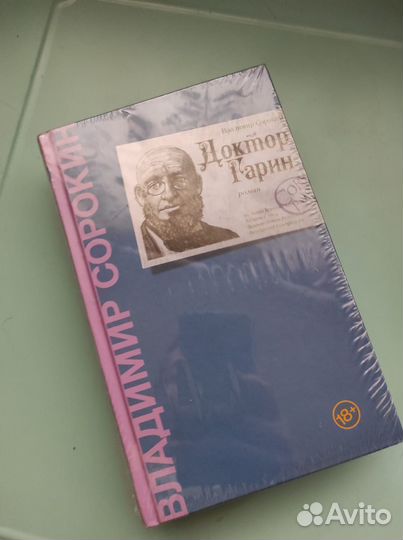 ВЛАДИМИР СОРОКИН
Владимир Сорокин
Доктор
Гарин
роман
18+
Avito